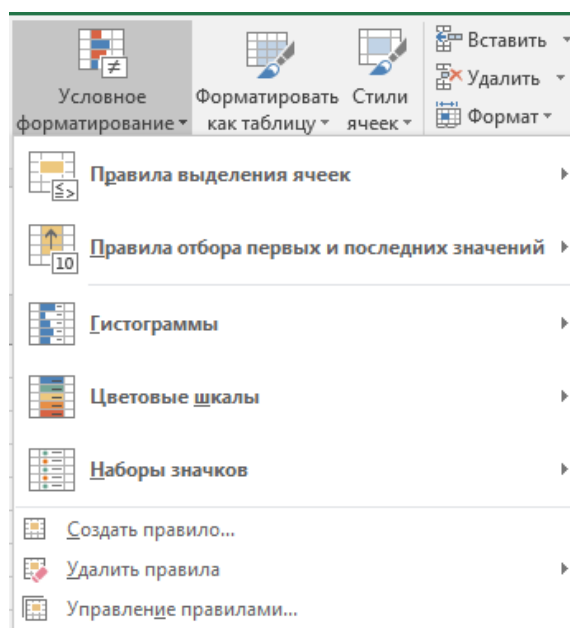 Условное
форматирование
Форматировать
как таблицу
Стили
ячеек
Вставить
Удалить
Формат
Правила выделения ячеек
10
Правила отбора первых и последних значений
Гистограммы
Цветовые шкалы
Наборы значков
Создать правило...
Удалить правила
Управление правилами...